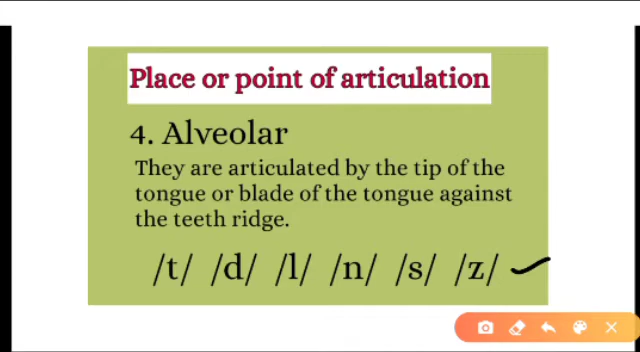 Place or point of articulation
4. Alveolar
They are articulated by the tip of the
tongue or blade of the tongue against
the teeth ridge.
/t/ /d/ /l/ /n/ /s/ /z/